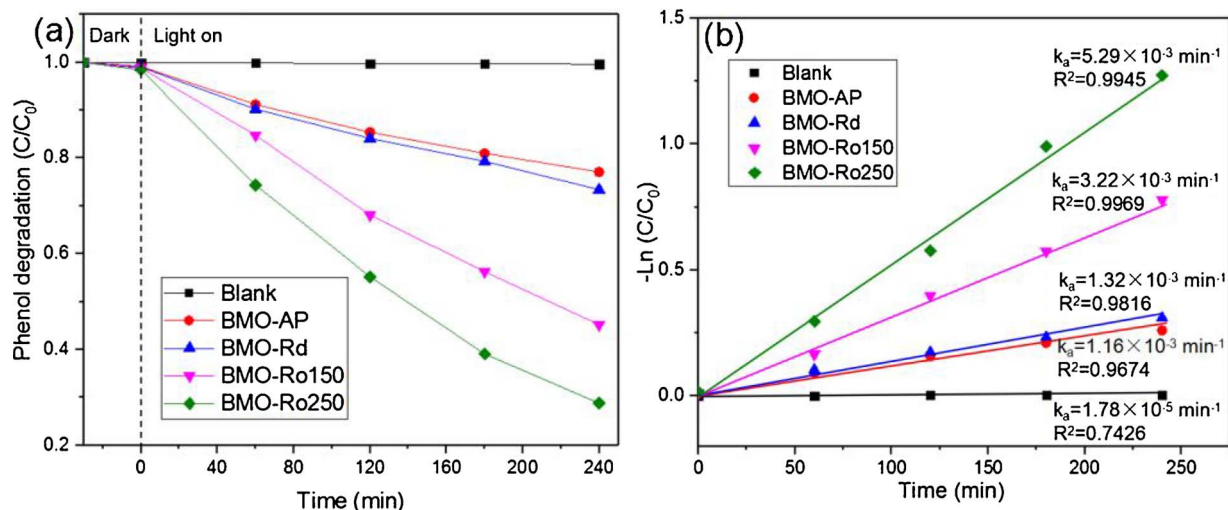 (a)
Dark
Light on
Phenol degradation (C/C₀)
1.0
0.8
0.6
0.4
0.2
Blank
BMO-AP
BMO-Rd
BMO-Ro150
BMO-Ro250
0
40
80
120
160
200
240
Time (min)
(b)
-Ln (C/C₀)
-1.5
1.0
0.5
0.0
Blank
BMO-AP
BMO-Rd
BMO-Ro150
BMO-Ro250
kₐ=5.29×10⁻³ min⁻¹
R²=0.9945
kₐ=3.22×10⁻³ min⁻¹
R²=0.9969
kₐ=1.32×10⁻³ min⁻¹
R²=0.9816
kₐ=1.16×10⁻³ min⁻¹
R²=0.9674
kₐ=1.78×10⁻⁵ min⁻¹
R²=0.7426
0
50
100
150
200
250
Time (min)